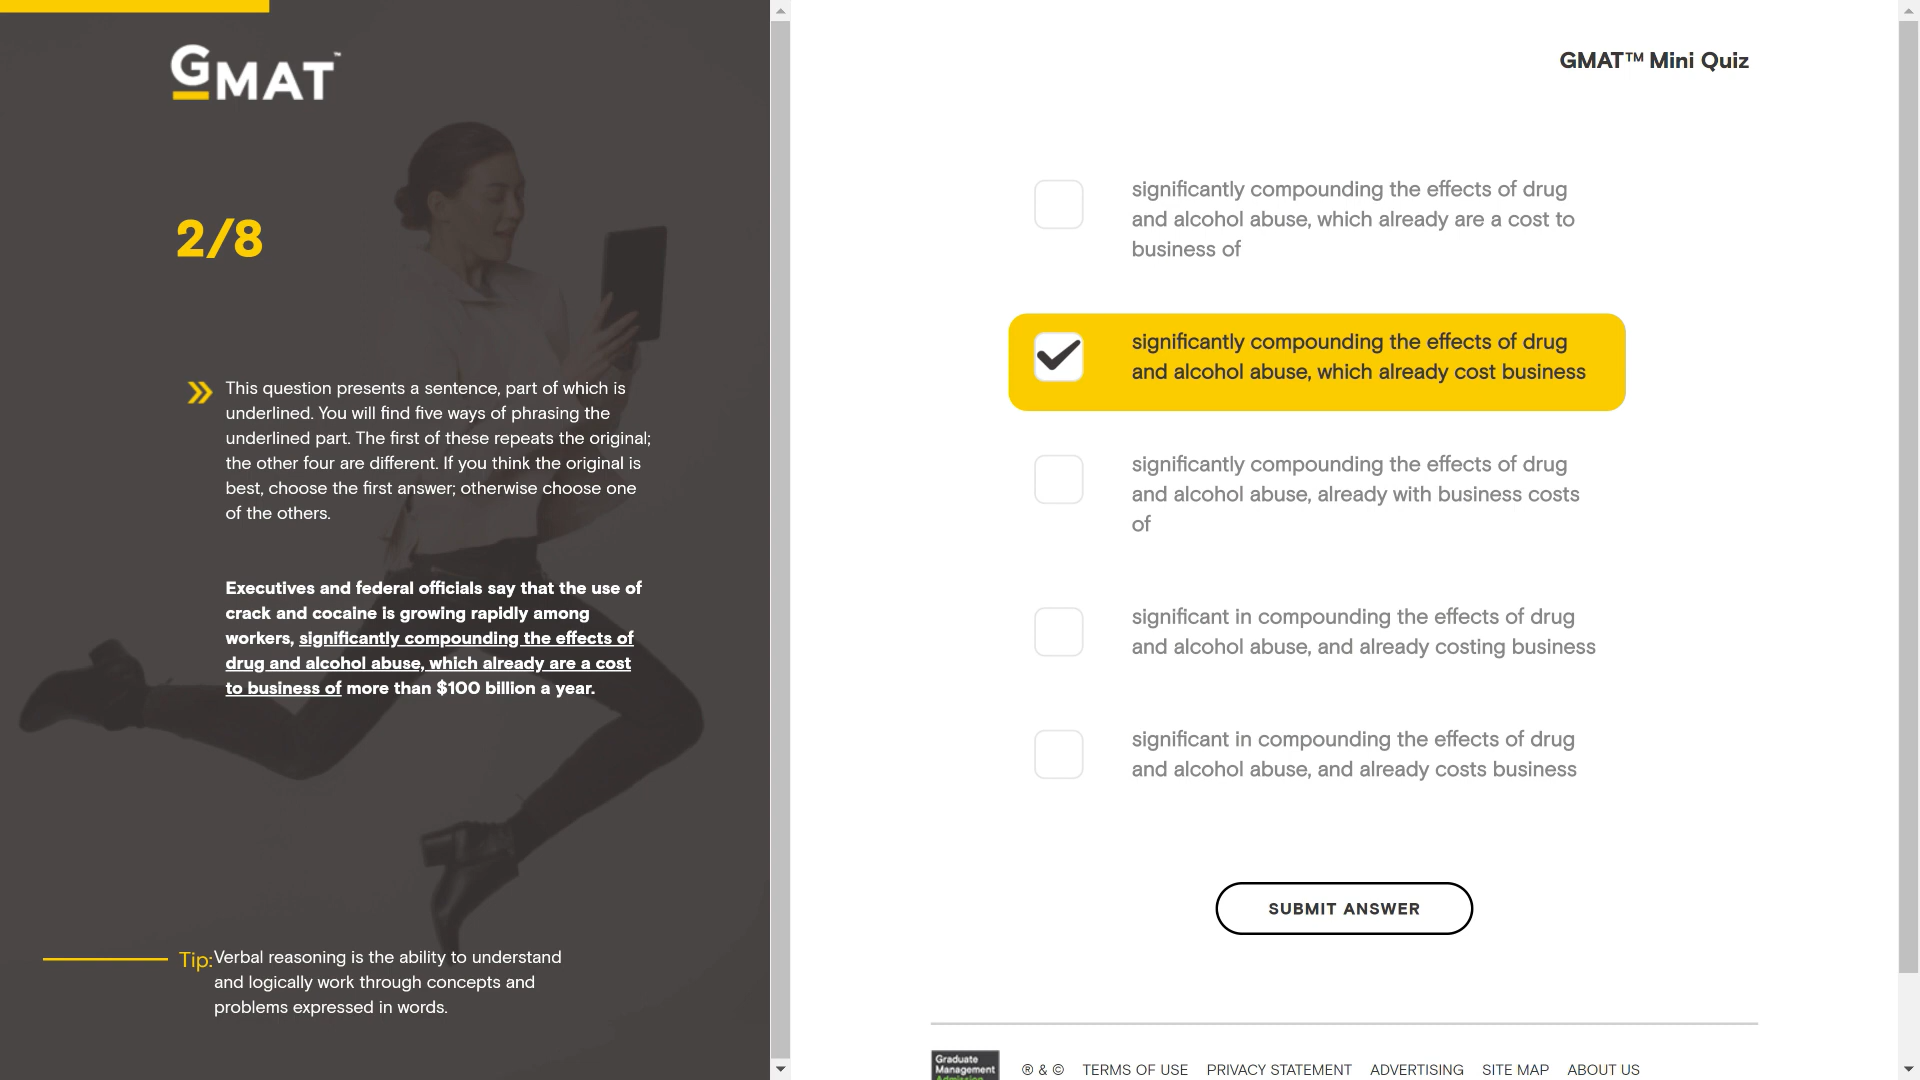 GMAT™
2/8
This question presents a sentence, part of which is
underlined. You will find five ways of phrasing the
underlined part. The first of these repeats the original;
the other four are different. If you think the original is
best, choose the first answer; otherwise choose one
of the others.
Executives and federal officials say that the use of
crack and cocaine is growing rapidly among
workers, significantly compounding the effects of
drug and alcohol abuse, which already are a cost
to business of more than $100 billion a year.
Tip:Verbal reasoning is the ability to understand
and logically work through concepts and
problems expressed in words.
GMAT™ Mini Quiz
significantly compounding the effects of drug
and alcohol abuse, which already are a cost to
business of
significantly compounding the effects of drug
and alcohol abuse, which already cost business
significantly compounding the effects of drug
and alcohol abuse, already with business costs
of
significant in compounding the effects of drug
and alcohol abuse, and already costing business
significant in compounding the effects of drug
and alcohol abuse, and already costs business
SUBMIT ANSWER
Graduate
Management
Admission
® & © TERMS OF USE PRIVACY STATEMENT ADVERTISING SITE MAP ABOUT US